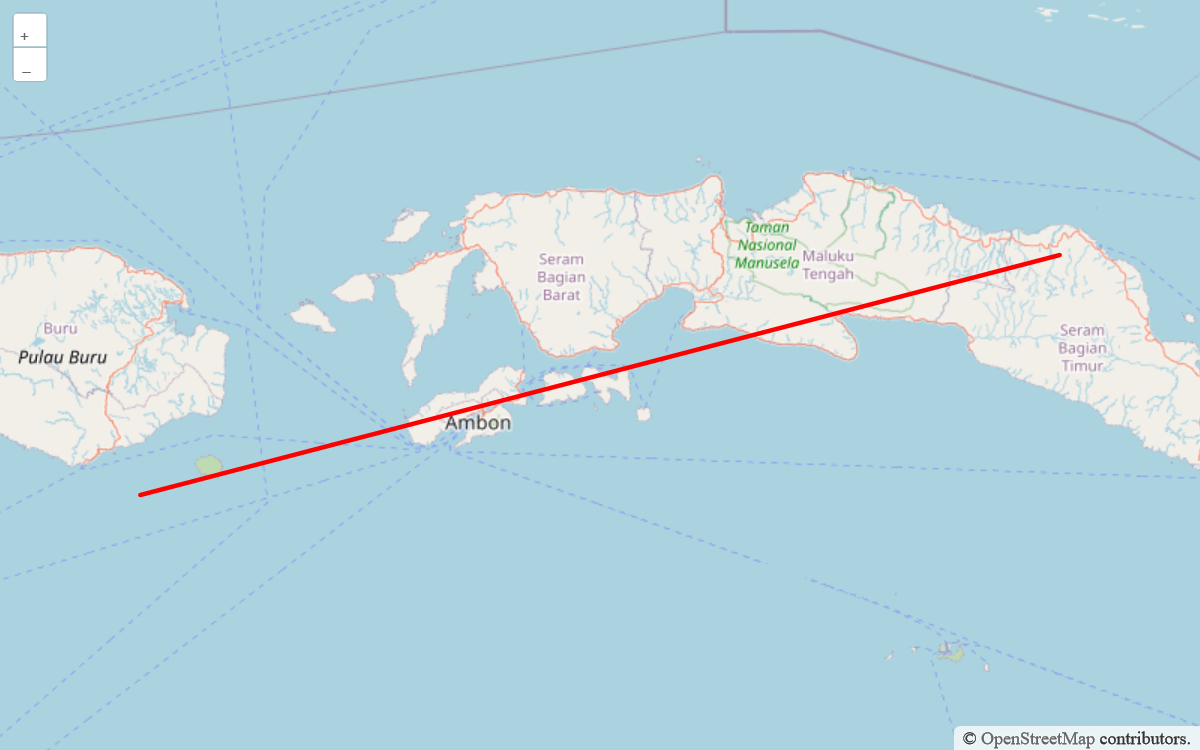 +
–
Taman
Nasional
Manusela
Maluku
Tengah
Seram
Bagian
Barat
Buru
Pulau Buru
Seram
Bagian
Timur
Ambon
© OpenStreetMap contributors.